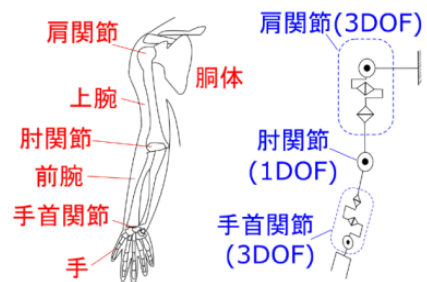 肩関節
上腕
肘関節
前腕
手首関節
手
胴体
肩関節(3DOF)
肘関節
(1DOF)
手首関節
(3DOF)